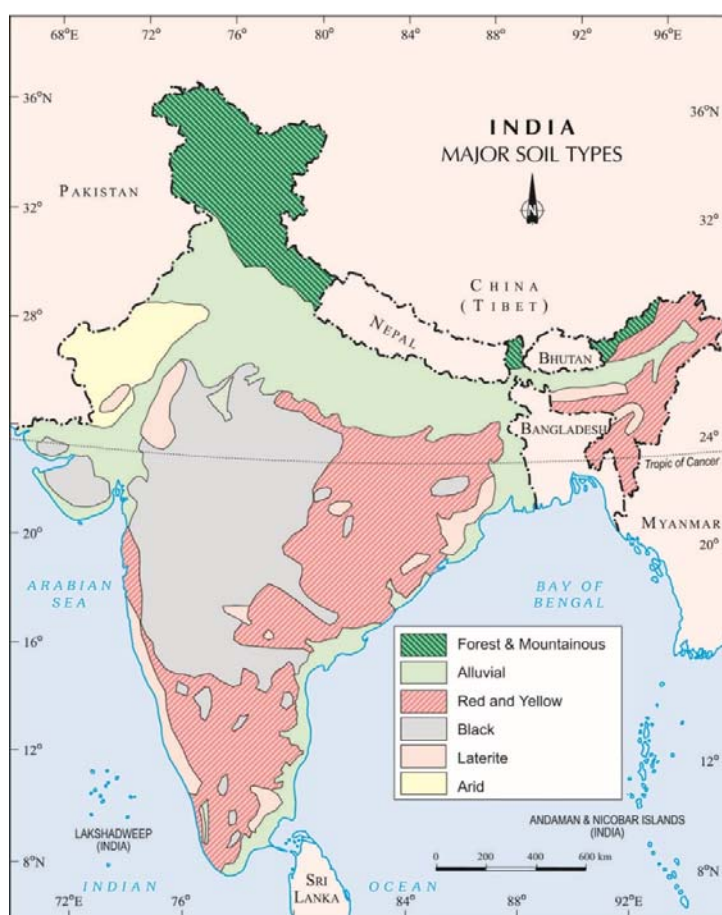 68°E 72° 76° 80° 84° 88° 92° 96°E
36°N
36°N
INDIA
MAJOR SOIL TYPES
N
PAKISTAN
32°
32°
CHINA
(TIBET)
NEPAL
28°
28°
BHUTAN
BANGLADESH
24°
24°
Tropic of Cancer
MYANMAR
20°
20°
ARABIAN
SEA
BAY OF
BENGAL
16°
16°
Forest & Mountainous
Alluvial
Red and Yellow
Black
Laterite
Arid
12°
12°
LAKSHADWEEP
(INDIA)
ANDAMAN & NICOBAR ISLANDS
(INDIA)
0 200 400 600 km
8°N
8°N
INDIAN OCEAN
SRI
LANKA
72°E 76° 84° 88° 92°E